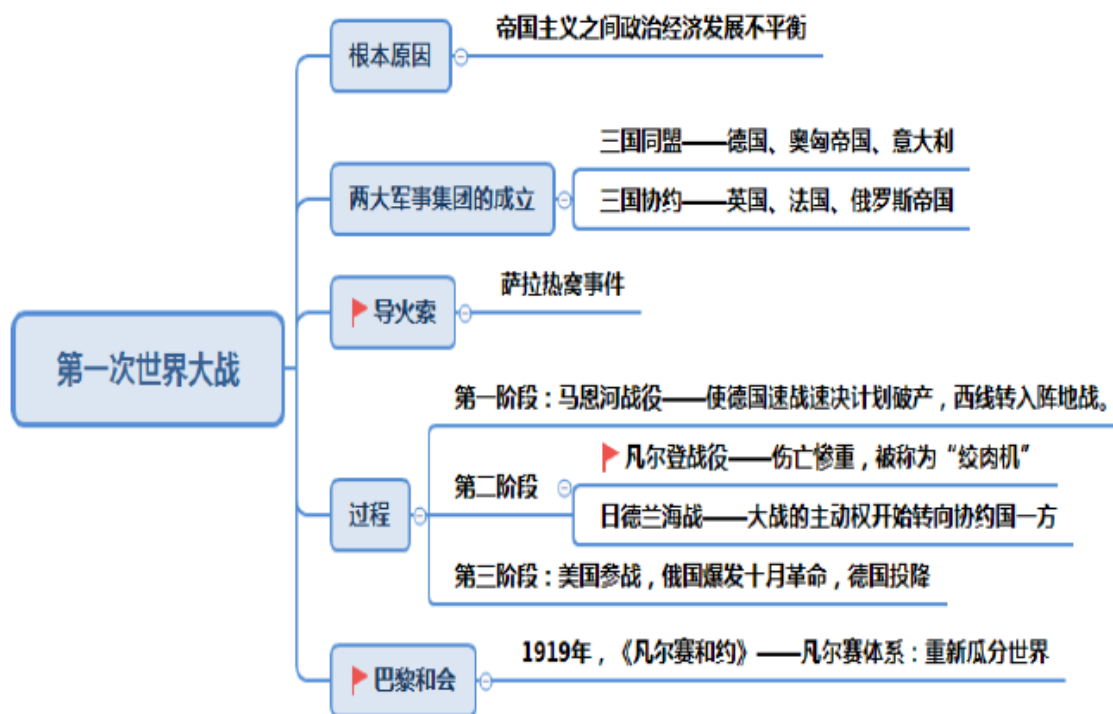 第一次世界大战
根本原因
帝国主义之间政治经济发展不平衡
两大军事集团的成立
三国同盟——德国、奥匈帝国、意大利
三国协约——英国、法国、俄罗斯帝国
导火索
萨拉热窝事件
过程
第一阶段：马恩河战役——使德国速战速决计划破产，西线转入阵地战。
第二阶段
凡尔登战役——伤亡惨重，被称为“绞肉机”
日德兰海战——大战的主动权开始转向协约国一方
第三阶段：美国参战，俄国爆发十月革命，德国投降
巴黎和会
1919年，《凡尔赛和约》——凡尔赛体系：重新瓜分世界